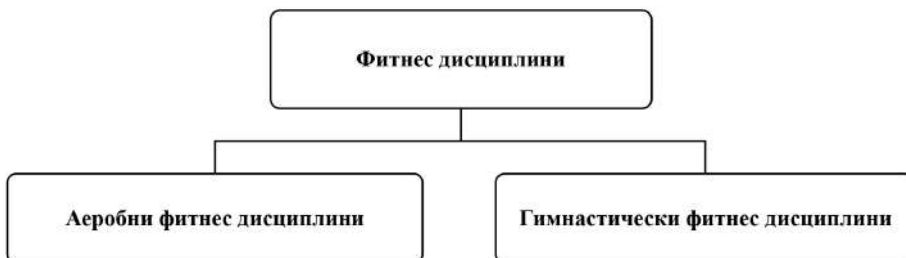 Фитнес дисциплини
Аеробни фитнес дисциплини
Гимнастически фитнес дисциплини